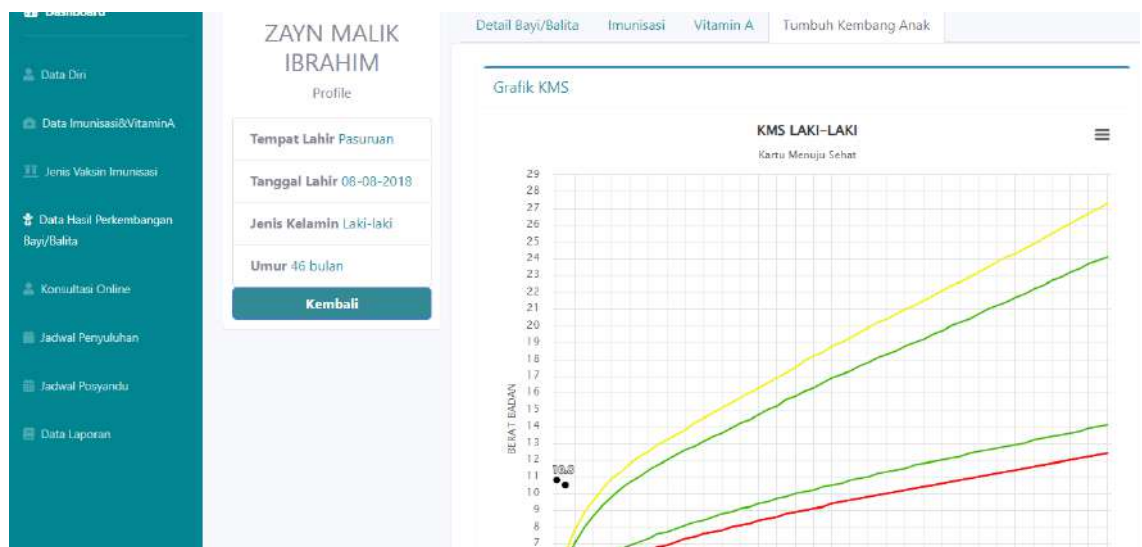 Dashboard
Data Diri
Data Imunisasi&VitaminA
Jenis Vaksin Imunisasi
Data Hasil Perkembangan
Bayi/Balita
Konsultasi Online
Jadwal Penyuluhan
Jadwal Posyandu
Data Laporan
ZAYN MALIK
IBRAHIM
Profile
Tempat Lahir Pasuruan
Tanggal Lahir 08-08-2018
Jenis Kelamin Laki-laki
Umur 46 bulan
Kembali
Detail Bayi/Balita Imunisasi Vitamin A Tumbuh Kembang Anak
Grafik KMS
KMS LAKI-LAKI
Kartu Menuju Sehat
BERAT BADAN
29
28
27
26
25
24
23
22
21
20
19
18
17
16
15
14
13
12
11
10
9
8
7